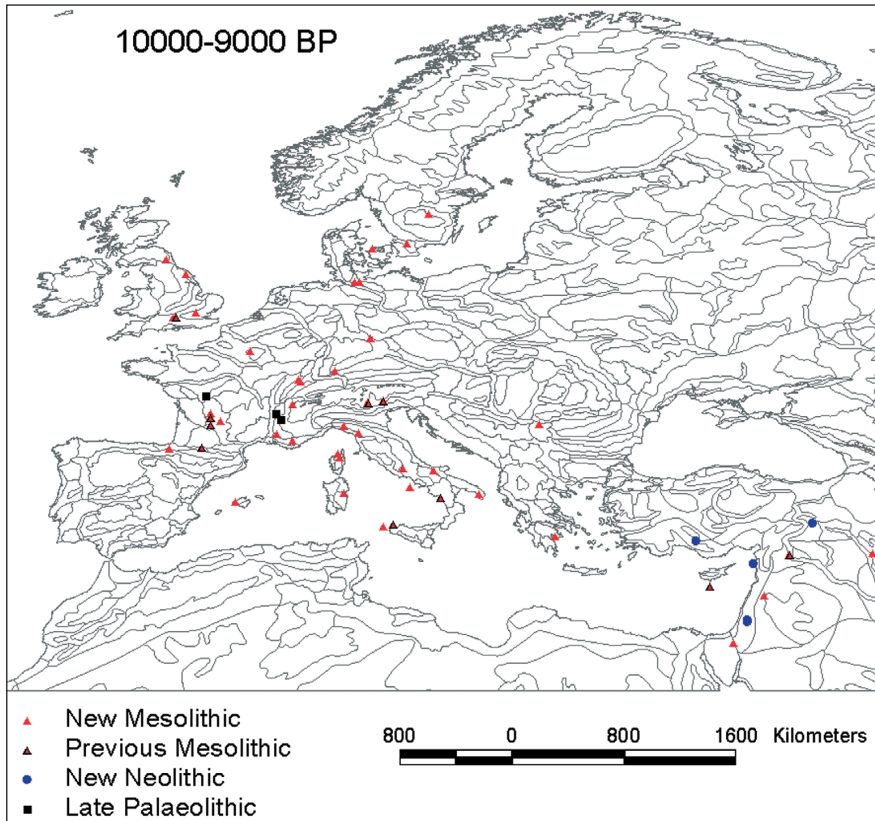 10000-9000 BP
New Mesolithic
Previous Mesolithic
New Neolithic
Late Palaeolithic
800 0 800 1600 Kilometers